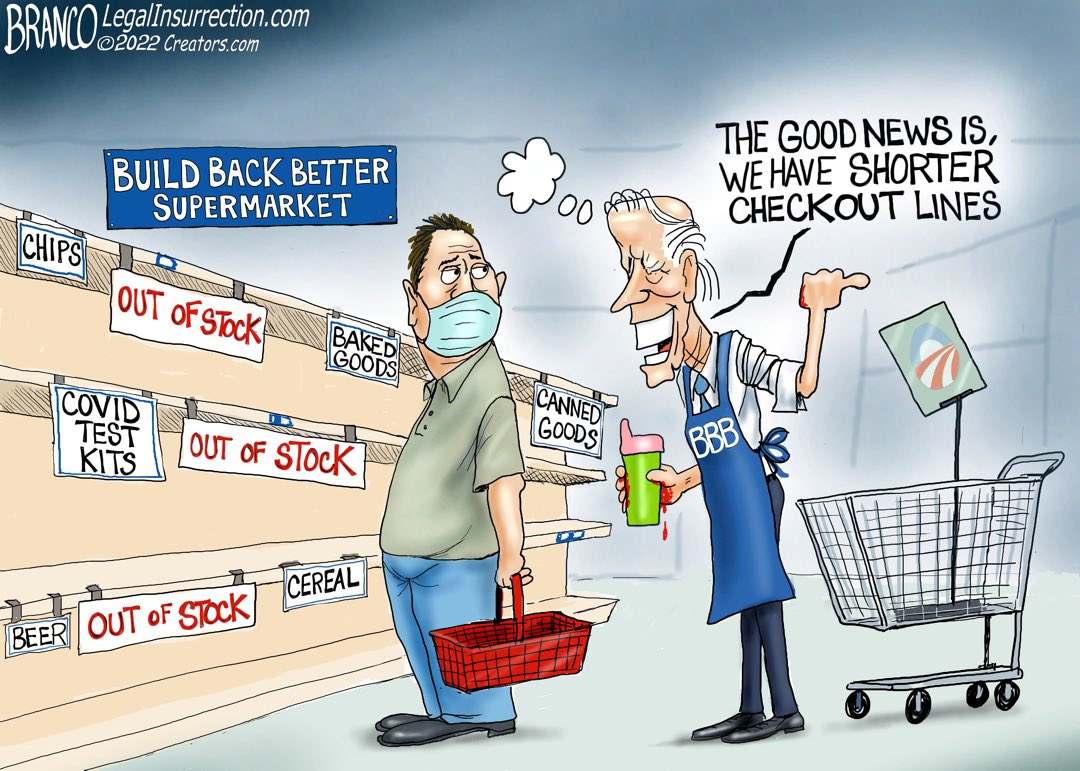 BRANCO LegalInsurrection.com
©2022 Creators.com
BUILD BACK BETTER
SUPERMARKET
THE GOOD NEWS IS,
WE HAVE SHORTER
CHECKOUT LINES
CHIPS
OUT OF STOCK
BAKED
GOODS
CANNED
GOODS
COVID
TEST
KITS
OUT OF STOCK
BBB
BEER
OUT OF STOCK
CEREAL